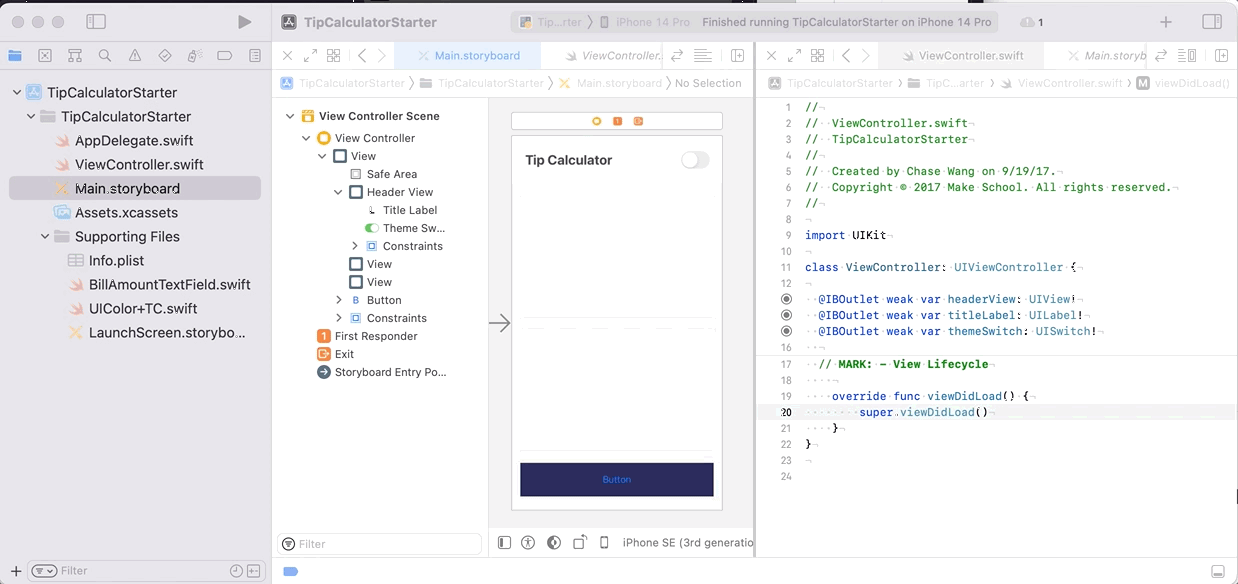 TipCalculatorStarter
Tip...rter
iPhone 14 Pro
Finished running TipCalculatorStarter on iPhone 14 Pro
1
Main.storyboard
ViewController.
ViewController.swift
Main.storyb
TipCalculatorStarter
TipCalculatorStarter
Main.storyboard
No Selection
TipCalculatorStarter
TipC...arter
ViewController.swift
M viewDidLoad()
TipCalculatorStarter
TipCalculatorStarter
AppDelegate.swift
ViewController.swift
Main.storyboard
Assets.xcassets
Supporting Files
Info.plist
BillAmountTextField.swift
UIColor+TC.swift
LaunchScreen.storybo...
Filter
View Controller Scene
View Controller
View
Safe Area
Header View
L Title Label
Theme Sw...
Constraints
View
View
B Button
Constraints
1 First Responder
Exit
Storyboard Entry Po...
Filter
Tip Calculator
Button
iPhone SE (3rd generatio
1 //
2 //  ViewController.swift
3 //  TipCalculatorStarter
4 //
5 //  Created by Chase Wang on 9/19/17.
6 //  Copyright © 2017 Make School. All rights reserved.
7 //
8
9 import UIKit
10
11 class ViewController: UIViewController {
12
@IBOutlet weak var headerView: UIView!
@IBOutlet weak var titleLabel: UILabel!
@IBOutlet weak var themeSwitch: UISwitch!
16
17 // MARK: - View Lifecycle
18
19 override func viewDidLoad() {
20 super.viewDidLoad()
21 }
22 }
23
24